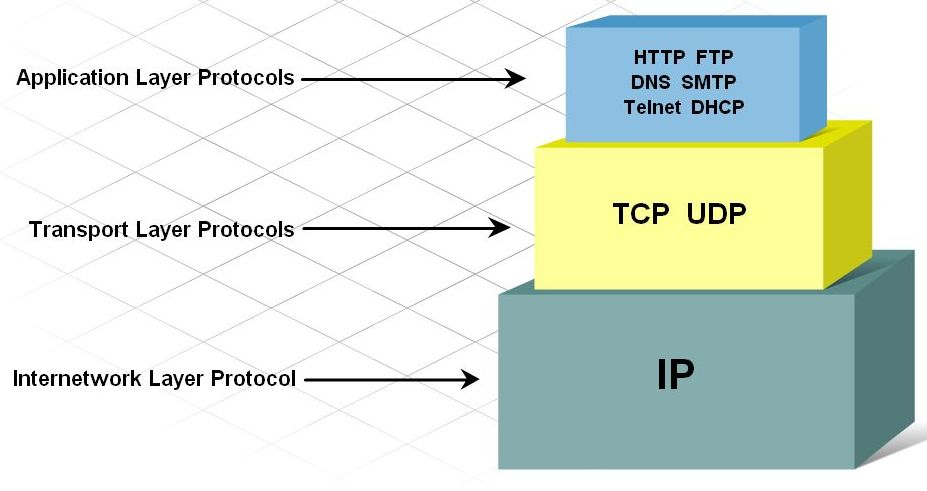 Application Layer Protocols
HTTP FTP
DNS SMTP
Telnet DHCP
Transport Layer Protocols
TCP UDP
Internetwork Layer Protocol
IP